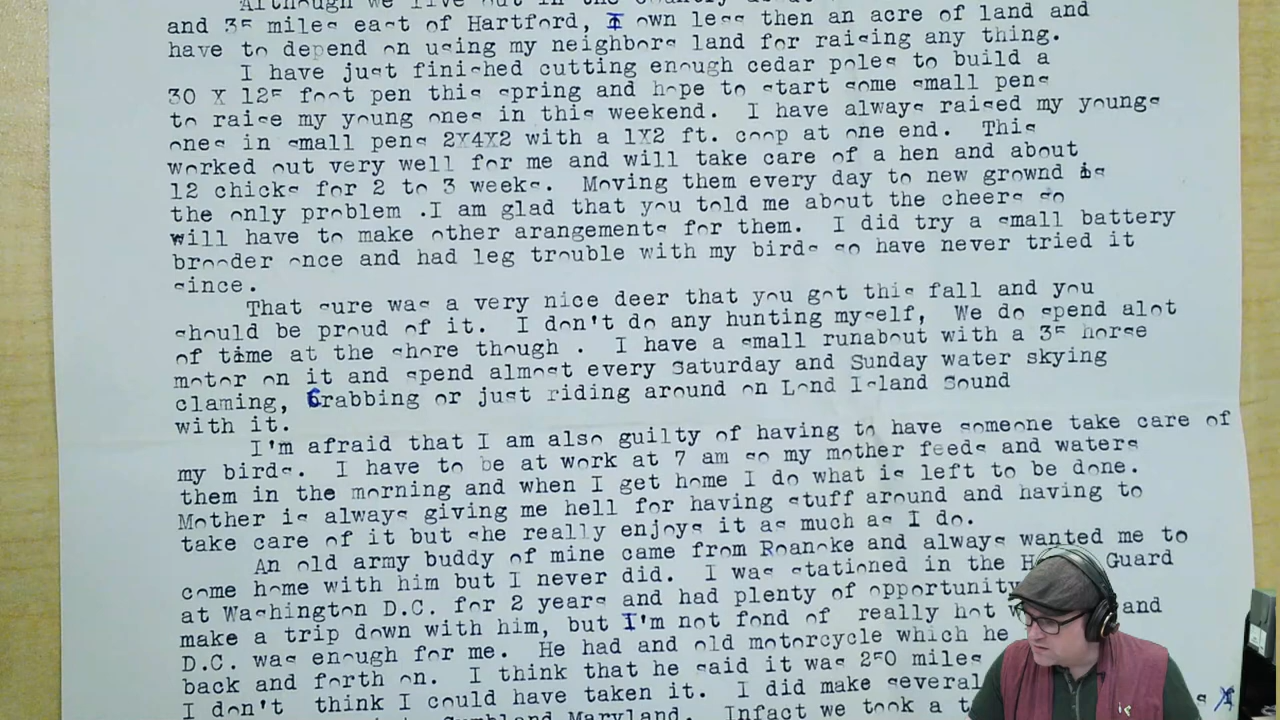 Although we live out in the country about
and 35 miles east of Hartford, I own less then an acre of land and
have to depend on using my neighbors land for raising any thing.
I have just finished cutting enough cedar poles to build a
30 X 125 foot pen this spring and hope to start some small pens
to raise my young ones in this weekend. I have always raised my youngs
ones in small pens 2X4X2 with a 1X2 ft. coop at one end. This
worked out very well for me and will take care of a hen and about
12 chicks for 2 to 3 weeks. Moving them every day to new grownd is
the only problem .I am glad that you told me about the cheers so
will have to make other arangements for them. I did try a small battery
brooder once and had leg trouble with my birds so have never tried it
since.
That sure was a very nice deer that you got this fall and you
should be proud of it. I don't do any hunting myself, We do spend alot
of time at the shore though . I have a small runabout with a 35 horse
motor on it and spend almost every Saturday and Sunday water skying
claming, Crabbing or just riding around on Lond Island Sound
with it.
I'm afraid that I am also guilty of having to have someone take care of
my birds. I have to be at work at 7 am so my mother feeds and waters
them in the morning and when I get home I do what is left to be done.
Mother is always giving me hell for having stuff around and having to
take care of it but she really enjoys it as much as I do.
An old army buddy of mine came from Roanoke and always wanted me to
come home with him but I never did. I was stationed in the Guard
at Washington D.C. for 2 years and had plenty of opportunity
make a trip down with him, but I'm not fond of really hot and
D.C. was enough for me. He had and old motorcycle which he
back and forth on. I think that he said it was 250 miles
I don't think I could have taken it. I did make several
Maryland. Infact we took a